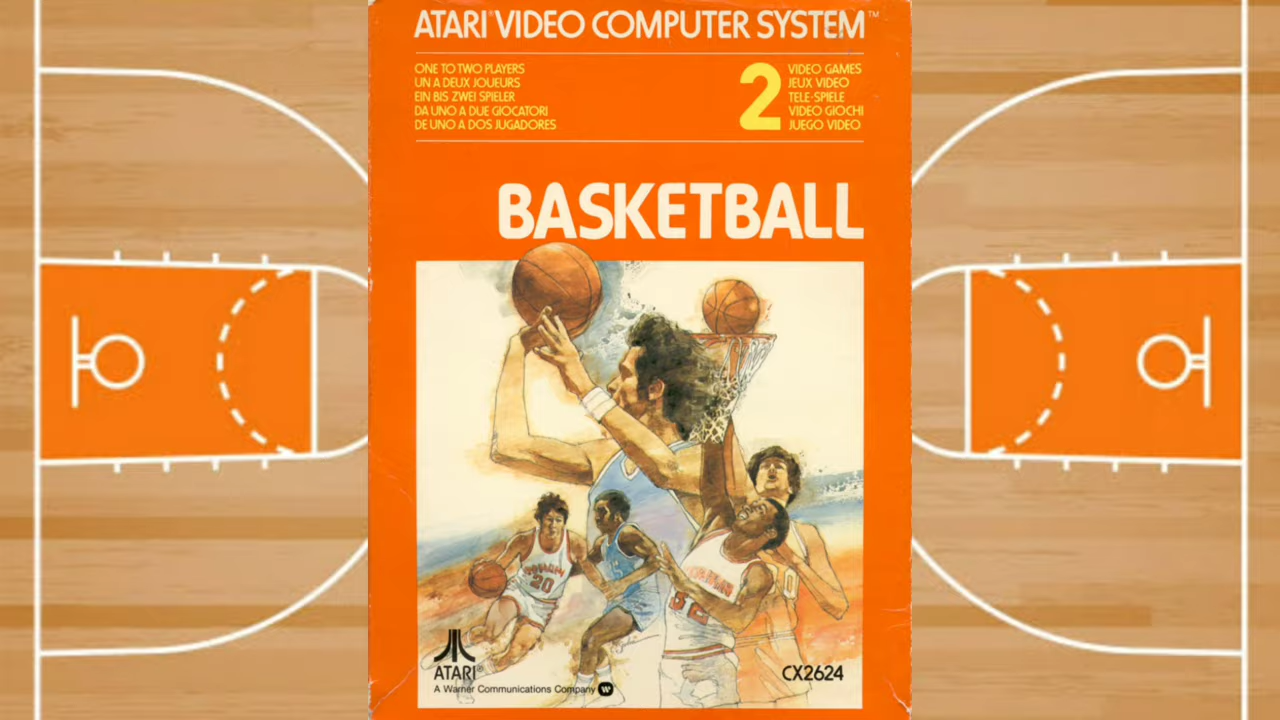 ATARI® VIDEO COMPUTER SYSTEM™
ONE TO TWO PLAYERS
UN A DEUX JOUEURS
EIN BIS ZWEI SPIELER
DA UNO A DUE GIOCATORI
DE UNO A DOS JUGADORES
2
VIDEO GAMES
JEUX VIDEO
TELE-SPIELE
VIDEO GIOCHI
JUEGO VIDEO
BASKETBALL
20
32
ATARI®
A Warner Communications Company
CX2624